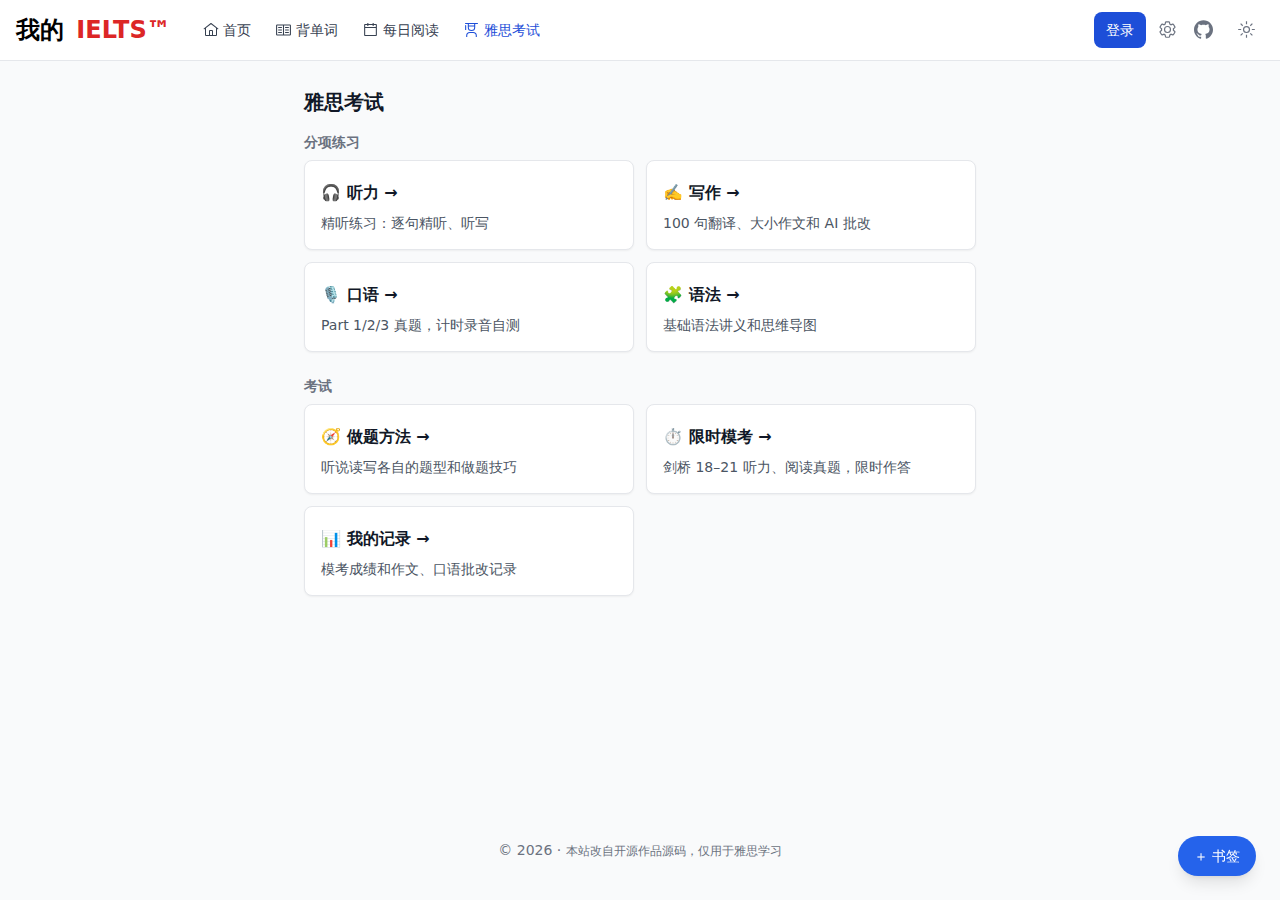 我的 IELTS™ 首页 背单词 每日阅读 雅思考试 登录
雅思考试
分项练习
🎧 听力 →
精听练习：逐句精听、听写
✍️ 写作 →
100 句翻译、大小作文和 AI 批改
🎙️ 口语 →
Part 1/2/3 真题，计时录音自测
🧩 语法 →
基础语法讲义和思维导图
考试
🧭 做题方法 →
听说读写各自的题型和做题技巧
⏱️ 限时模考 →
剑桥 18–21 听力、阅读真题，限时作答
📊 我的记录 →
模考成绩和作文、口语批改记录
© 2026 · 本站改自开源作品源码，仅用于雅思学习
＋ 书签